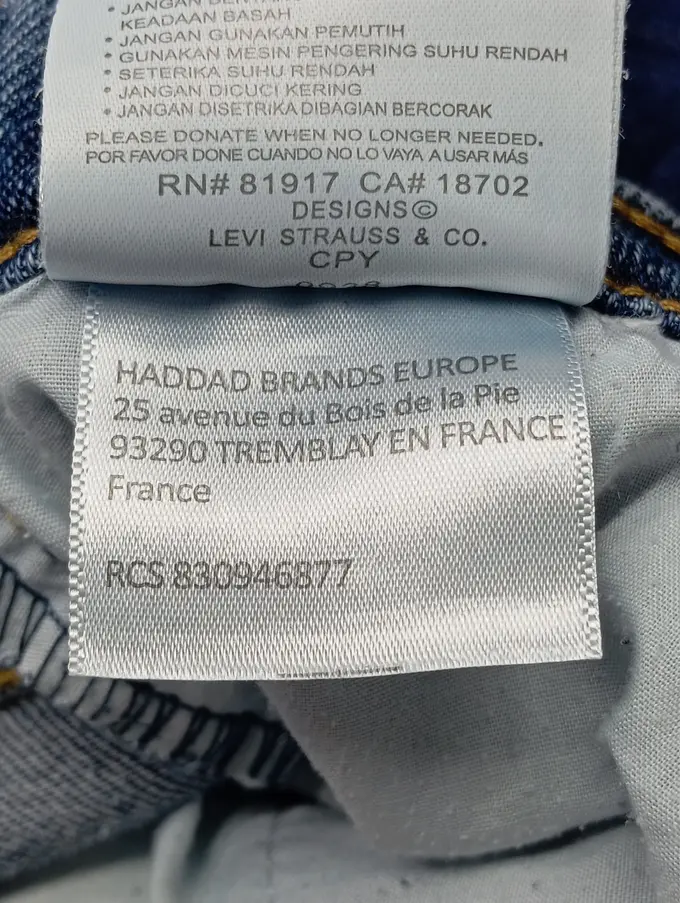 • JANGAN
KEADAAN BASAH
• JANGAN GUNAKAN PEMUTIH
• GUNAKAN MESIN PENGERING SUHU RENDAH
• SETERIKA SUHU RENDAH
• JANGAN DICUCI KERING
• JANGAN DISETRIKA DIBAGIAN BERCORAK
PLEASE DONATE WHEN NO LONGER NEEDED.
POR FAVOR DONE CUANDO NO LO VAYA A USAR MÁS
RN# 81917 CA# 18702
DESIGNS©
LEVI STRAUSS & CO.
CPY
HADDAD BRANDS EUROPE
25 avenue du Bois de la Pie
93290 TREMBLAY EN FRANCE
France
RCS 830946877